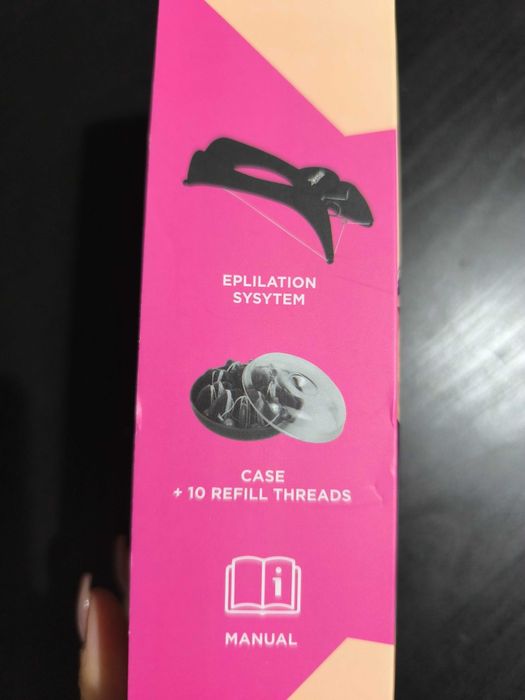 EPLILATION
SYSYTEM
CASE
+ 10 REFILL THREADS
i
MANUAL